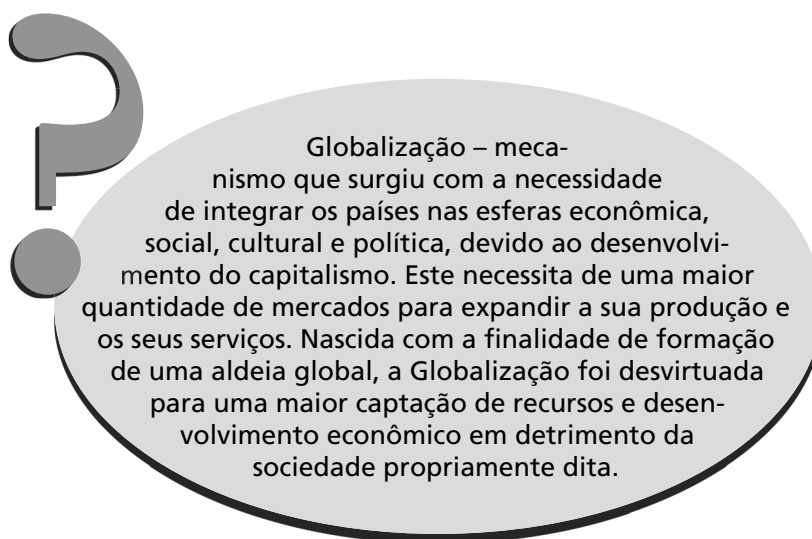 Globalização – meca-
nismo que surgiu com a necessidade
de integrar os países nas esferas econômica,
social, cultural e política, devido ao desenvolvi-
mento do capitalismo. Este necessita de uma maior
quantidade de mercados para expandir a sua produção e
os seus serviços. Nascida com a finalidade de formação
de uma aldeia global, a Globalização foi desvirtuada
para uma maior captação de recursos e desen-
volvimento econômico em detrimento da
sociedade propriamente dita.